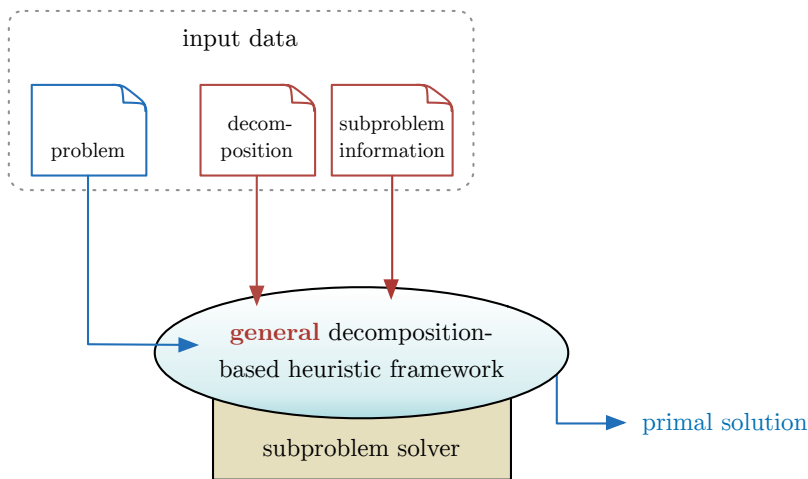 input data
problem
decom-
position
subproblem
information
general decomposition-
based heuristic framework
primal solution
subproblem solver